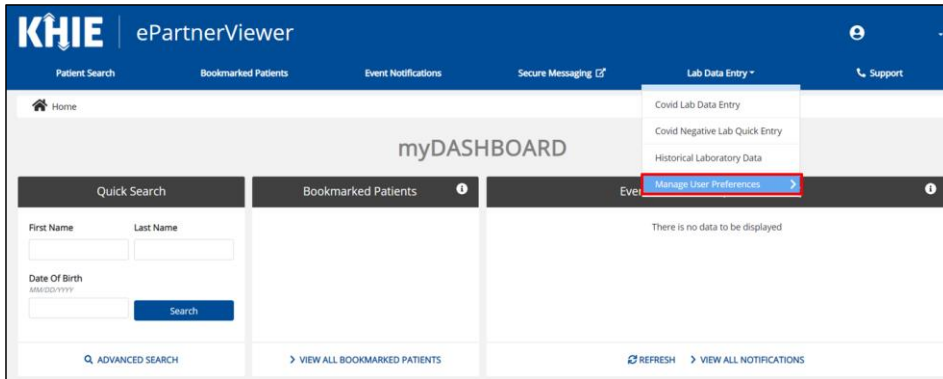 KHIE ePartnerViewer
Patient Search Bookmarked Patients Event Notifications Secure Messaging Lab Data Entry Support
Home
Covid Lab Data Entry
Covid Negative Lab Quick Entry
Historical Laboratory Data
Manage User Preferences
myDASHBOARD
Quick Search
First Name Last Name
Date Of Birth
MM/DD/YYYY
Search
ADVANCED SEARCH
Bookmarked Patients
VIEW ALL BOOKMARKED PATIENTS
There is no data to be displayed
REFRESH VIEW ALL NOTIFICATIONS